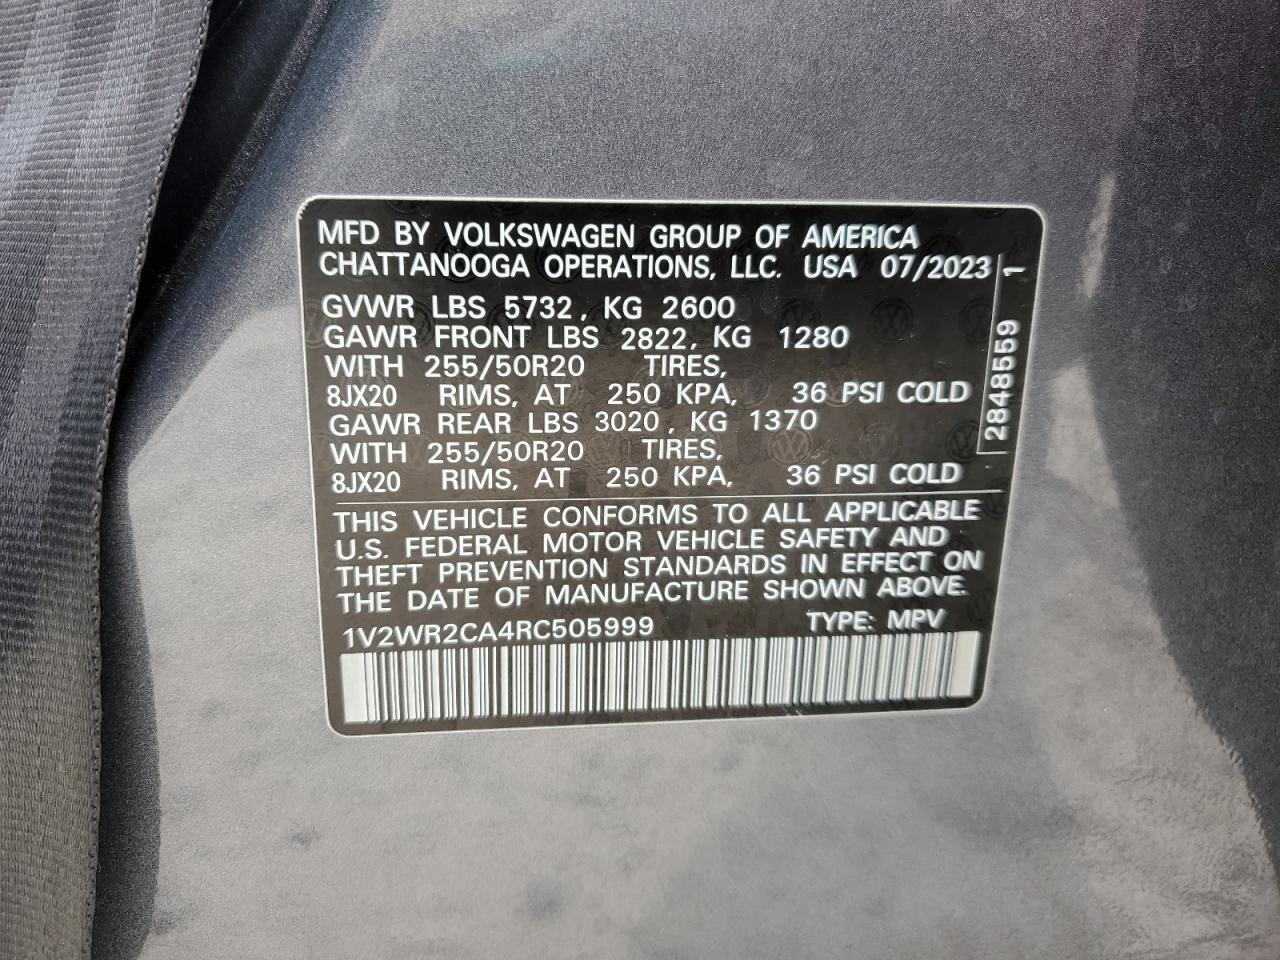 MFD BY VOLKSWAGEN GROUP OF AMERICA
CHATTANOOGA OPERATIONS, LLC. USA 07/2023
GVWR LBS 5732, KG 2600
GAWR FRONT LBS 2822, KG 1280
WITH 255/50R20 TIRES,
8JX20 RIMS, AT 250 KPA, 36 PSI COLD
GAWR REAR LBS 3020, KG 1370
WITH 255/50R20 TIRES,
8JX20 RIMS, AT 250 KPA, 36 PSI COLD
THIS VEHICLE CONFORMS TO ALL APPLICABLE
U.S. FEDERAL MOTOR VEHICLE SAFETY AND
THEFT PREVENTION STANDARDS IN EFFECT ON
THE DATE OF MANUFACTURE SHOWN ABOVE.
1V2WR2CA4RC505999 TYPE: MPV
2848559 1